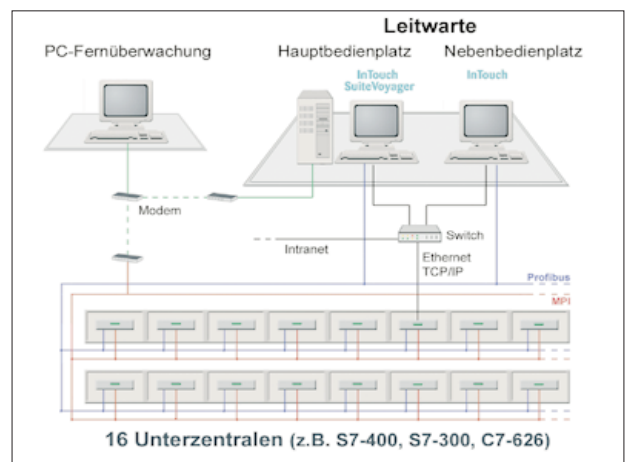 Leitwarte
PC-Fernüberwachung
Hauptbedienplatz
Nebenbedienplatz
InTouch
SuiteVoyager
InTouch
Modem
Switch
Intranet
Ethernet
TCP/IP
Profibus
MPI
16 Unterzentralen (z.B. S7-400, S7-300, C7-626)